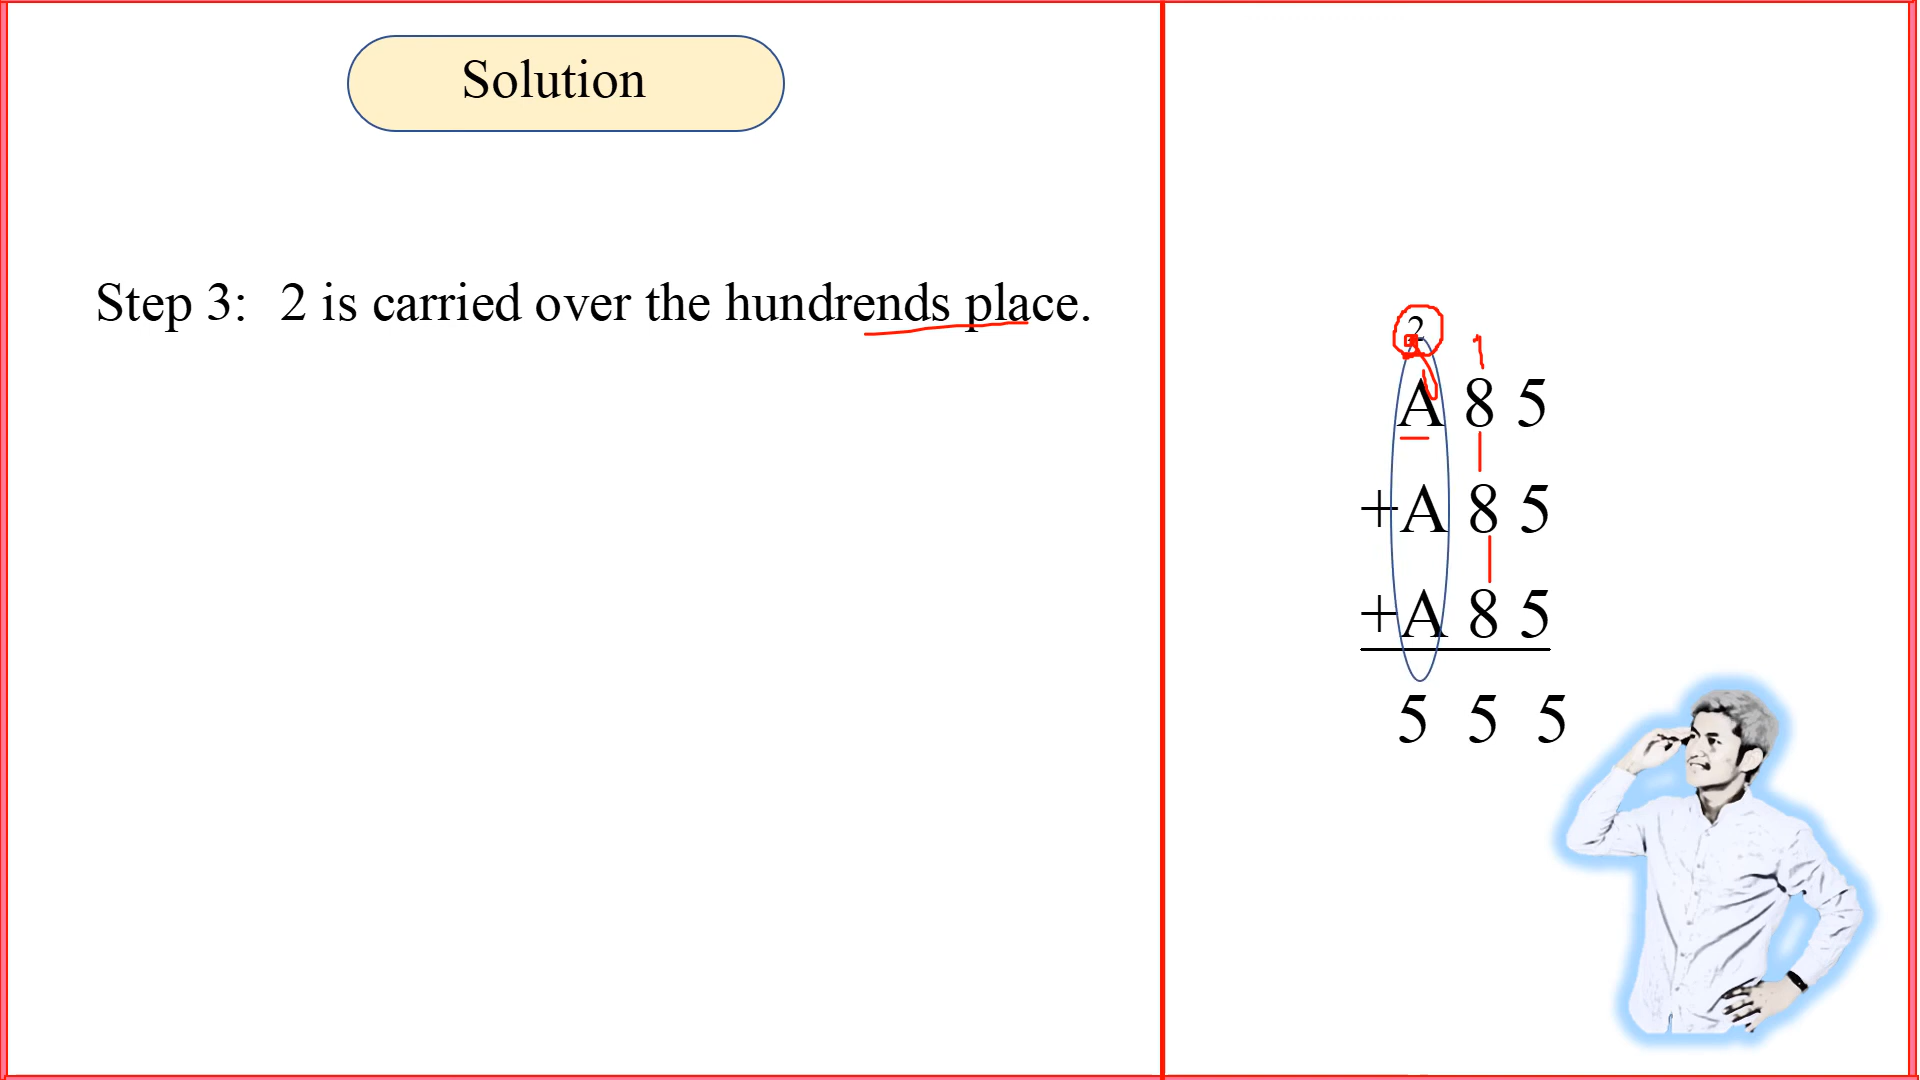 Solution
Step 3: 2 is carried over the hundrends place.
2 1
A 8 5
+A 8 5
+A 8 5
5 5 5